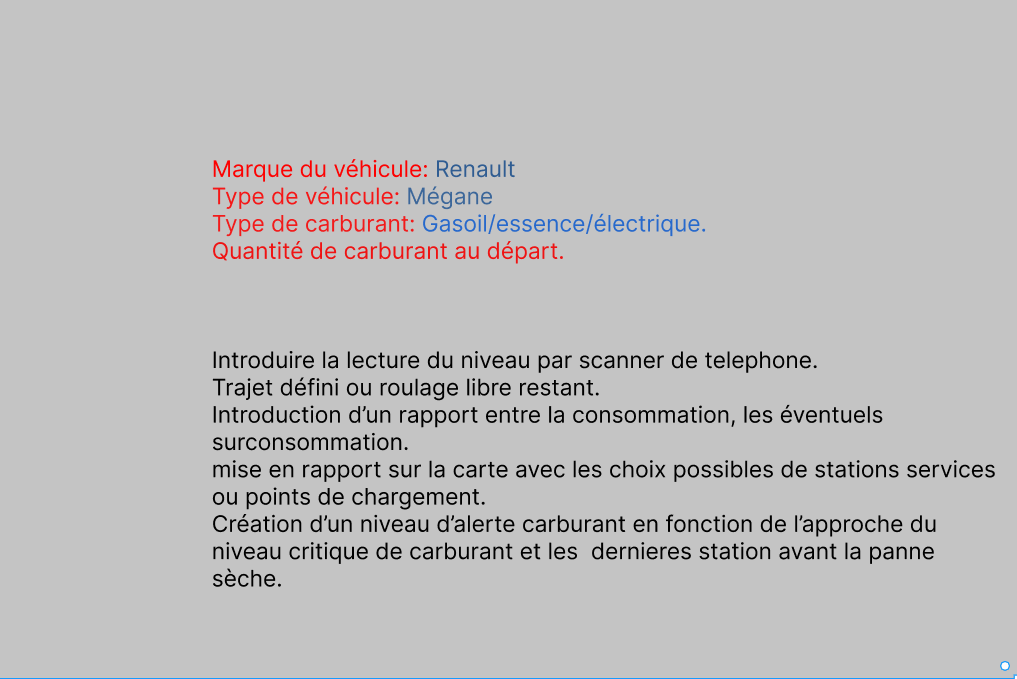 Marque du véhicule: Renault
Type de véhicule: Mégane
Type de carburant: Gasoil/essence/électrique.
Quantité de carburant au départ.
Introduire la lecture du niveau par scanner de telephone.
Trajet défini ou roulage libre restant.
Introduction d’un rapport entre la consommation, les éventuels
surconsommation.
mise en rapport sur la carte avec les choix possibles de stations services
ou points de chargement.
Création d’un niveau d’alerte carburant en fonction de l’approche du
niveau critique de carburant et les  dernieres station avant la panne
sèche.